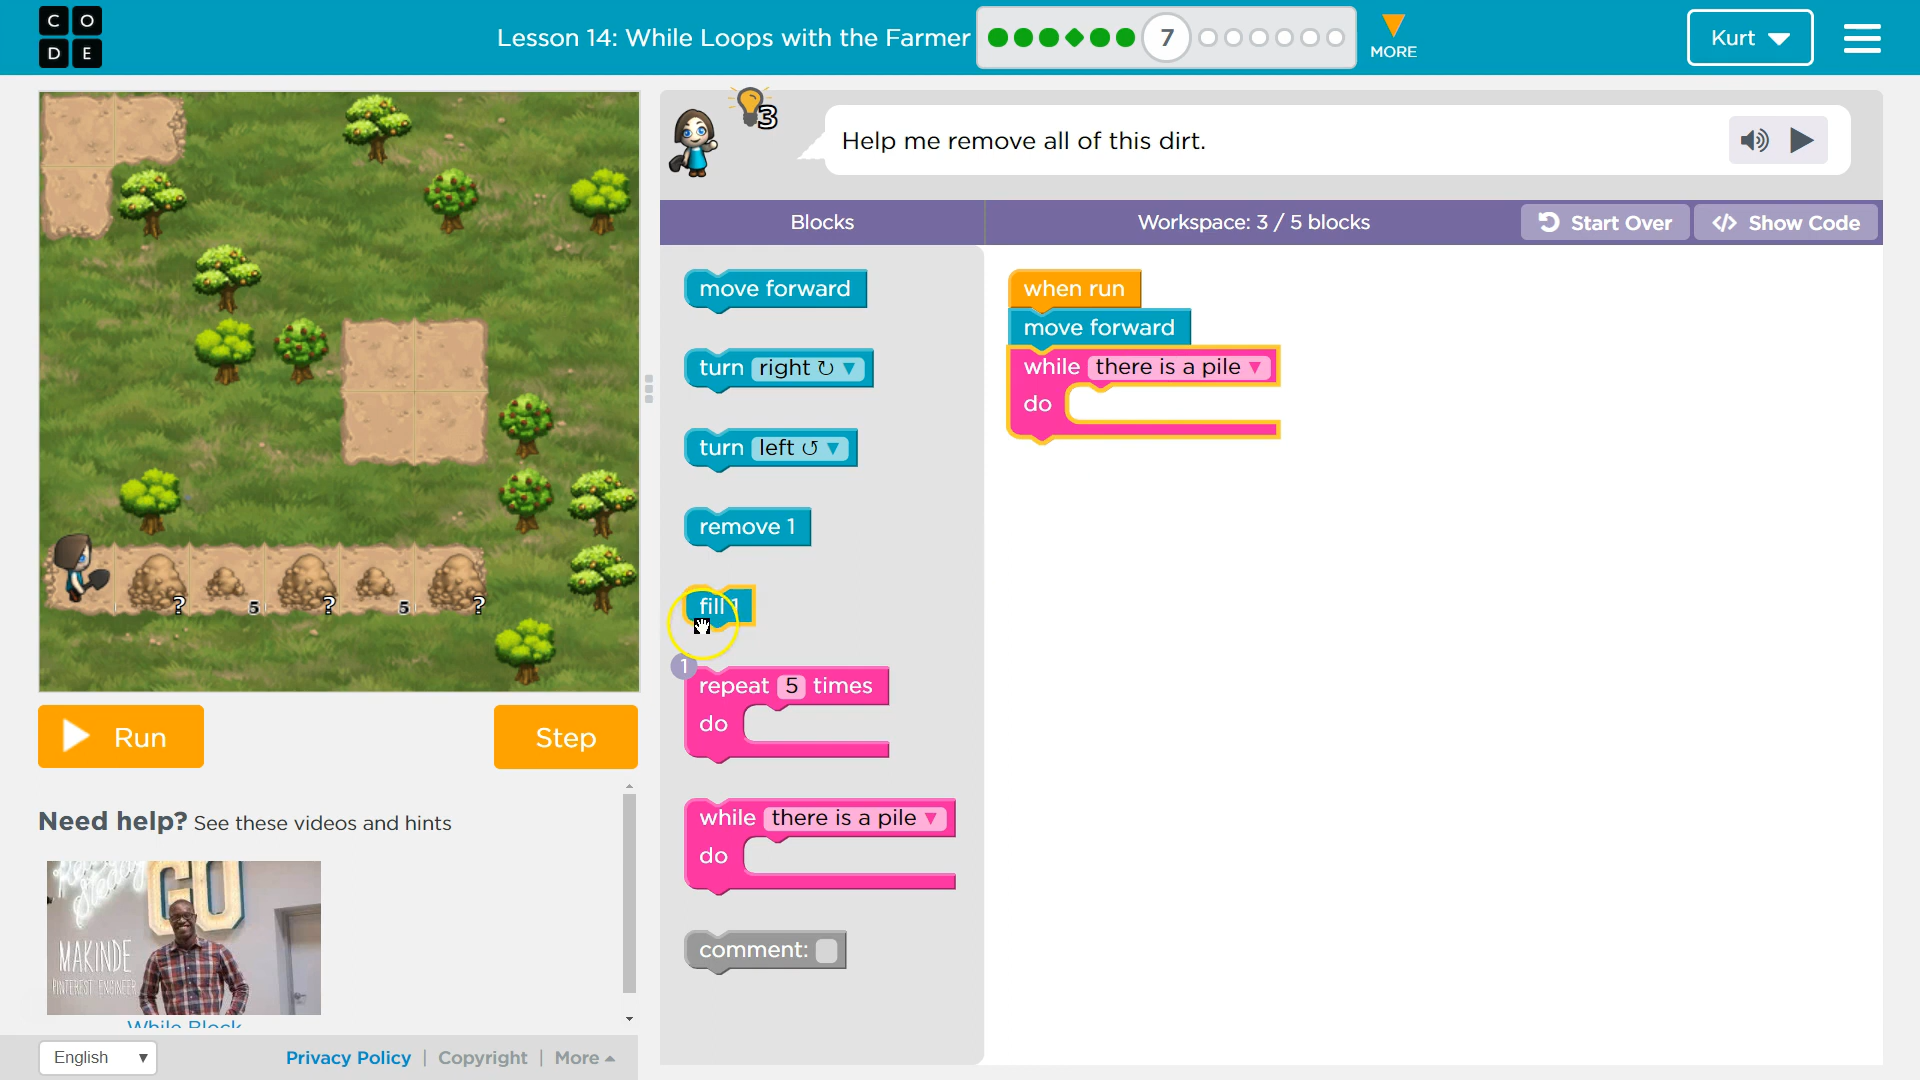 C O
D E
Lesson 14: While Loops with the Farmer
7
MORE
Kurt
3
Help me remove all of this dirt.
Blocks
Workspace: 3 / 5 blocks
Start Over
</> Show Code
move forward
turn right ↻ ▼
turn left ↺ ▼
remove 1
fill 1
1
repeat 5 times
do
while there is a pile ▼
do
comment:
when run
move forward
while there is a pile ▼
do
? 5 ? 5 ?
Run
Step
Need help? See these videos and hints
GO
MAKINDE
PINTEREST ENGINEER
While Block
English
Privacy Policy | Copyright | More